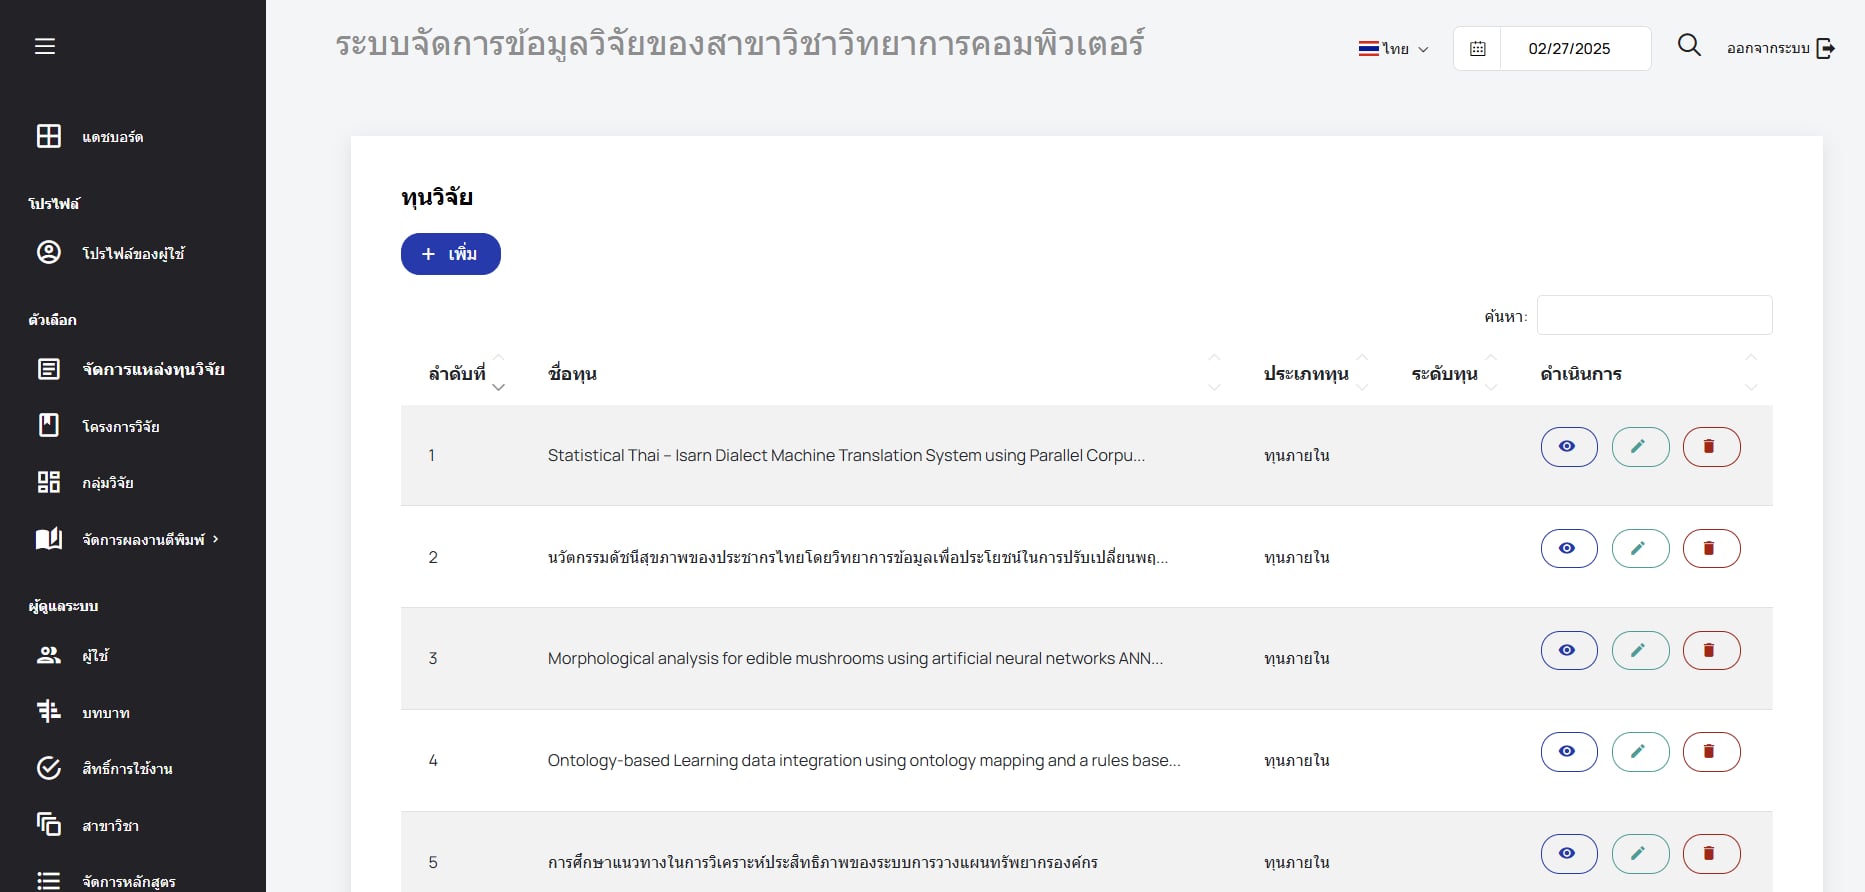 ระบบจัดการข้อมูลวิจัยของสาขาวิชาวิทยาการคอมพิวเตอร์
ไทย
02/27/2025
ออกจากระบบ
แดชบอร์ด
โปรไฟล์
โปรไฟล์ของผู้ใช้
ตัวเลือก
จัดการแหล่งทุนวิจัย
โครงการวิจัย
กลุ่มวิจัย
จัดการผลงานตีพิมพ์
ผู้ดูแลระบบ
ผู้ใช้
บทบาท
สิทธิ์การใช้งาน
สาขาวิชา
จัดการหลักสูตร
ทุนวิจัย
+ เพิ่ม
ค้นหา:
ลำดับที่ ชื่อทุน ประเภททุน ระดับทุน ดำเนินการ
1 Statistical Thai – Isarn Dialect Machine Translation System using Parallel Corpu... ทุนภายใน
2 นวัตกรรมดัชนีสุขภาพของประชากรไทยโดยวิทยาการข้อมูลเพื่อประโยชน์ในการปรับเปลี่ยนพฤ... ทุนภายใน
3 Morphological analysis for edible mushrooms using artificial neural networks ANN... ทุนภายใน
4 Ontology-based Learning data integration using ontology mapping and a rules base... ทุนภายใน
5 การศึกษาแนวทางในการวิเคราะห์ประสิทธิภาพของระบบการวางแผนทรัพยากรองค์กร ทุนภายใน